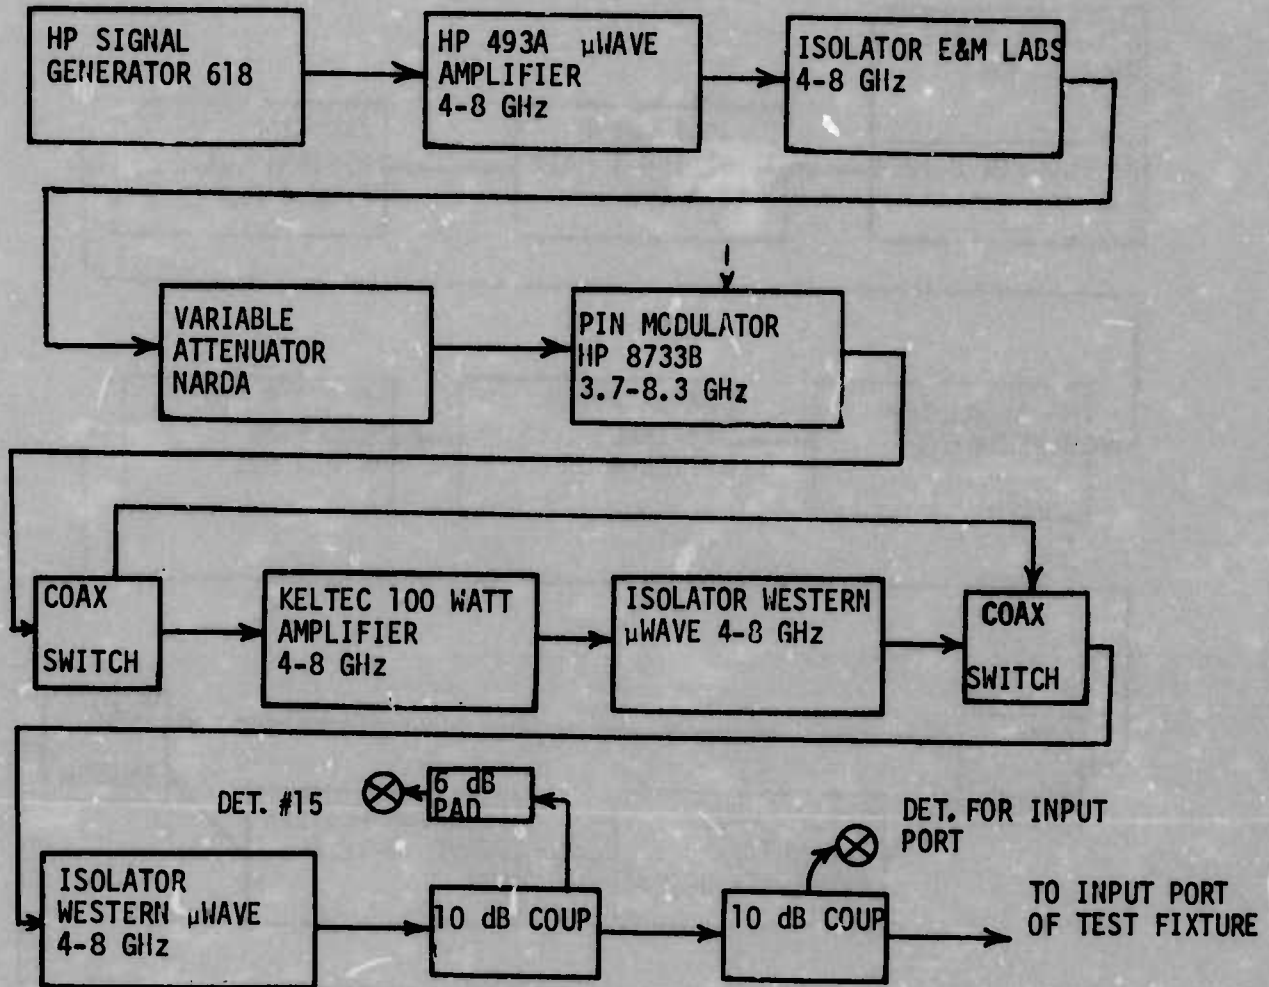 HP SIGNAL
GENERATOR 618
HP 493A μWAVE
AMPLIFIER
4-8 GHz
ISOLATOR E&M LABS
4-8 GHz
VARIABLE
ATTENUATOR
NARDA
PIN MODULATOR
HP 8733B
3.7-8.3 GHz
COAX
SWITCH
KELTEC 100 WATT
AMPLIFIER
4-8 GHz
ISOLATOR WESTERN
μWAVE 4-8 GHz
COAX
SWITCH
DET. #15
6 dB
PAD
DET. FOR INPUT
PORT
ISOLATOR
WESTERN μWAVE
4-8 GHz
10 dB COUP
10 dB COUP
TO INPUT PORT
OF TEST FIXTURE